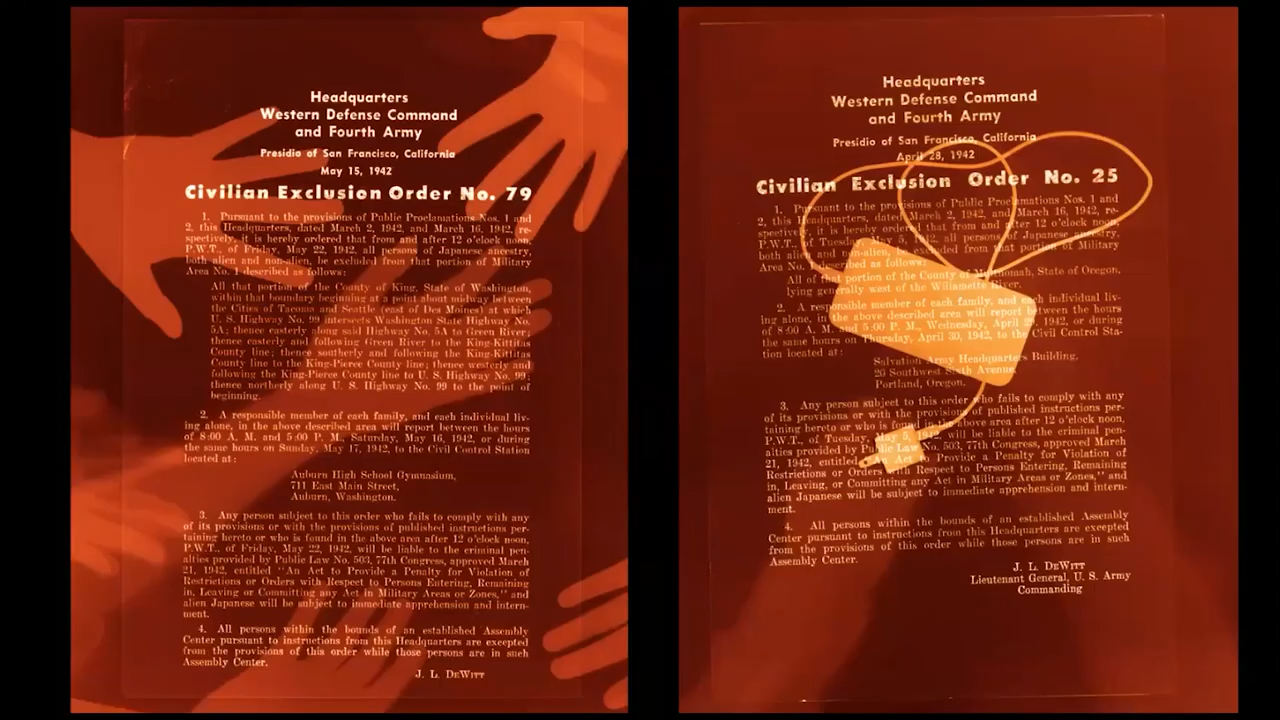 Headquarters
Western Defense Command
and Fourth Army
Presidio of San Francisco, California
May 15, 1942
Civilian Exclusion Order No. 79
1. Pursuant to the provisions of Public Proclamations Nos. 1 and
2, this Headquarters, dated March 2, 1942, and March 16, 1942, re-
spectively, it is hereby ordered that from and after 12 o'clock noon,
P.W.T., of Friday, May 22, 1942, all persons of Japanese ancestry,
both alien and non-alien, be excluded from that portion of Military
Area No. 1 described as follows:
All that portion of the County of King, State of Washington,
within that boundary beginning at a point about midway between
the Cities of Tacoma and Seattle (east of Des Moines) at which
U. S. Highway No. 99 intersects Washington State Highway No.
5A; thence easterly along said Highway No. 5A to Green River;
thence easterly and following Green River to the King-Kittitas
County line; thence southerly and following the King-Kittitas
County line to the King-Pierce County line; thence westerly and
following the King-Pierce County line to U. S. Highway No. 99;
thence northerly along U. S. Highway No. 99 to the point of
beginning.
2. A responsible member of each family, and each individual liv-
ing alone, in the above described area will report between the hours
of 8:00 A. M. and 5:00 P. M., Saturday, May 16, 1942, or during
the same hours on Sunday, May 17, 1942, to the Civil Control Station
located at:
Auburn High School Gymnasium,
711 East Main Street,
Auburn, Washington.
3. Any person subject to this order who fails to comply with any
of its provisions or with the provisions of published instructions per-
taining hereto or who is found in the above area after 12 o'clock noon,
P.W.T., of Friday, May 22, 1942, will be liable to the criminal pen-
alties provided by Public Law No. 503, 77th Congress, approved March
21, 1942, entitled "An Act to Provide a Penalty for Violation of
Restrictions or Orders with Respect to Persons Entering, Remaining
in, Leaving or Committing any Act in Military Areas or Zones," and
alien Japanese will be subject to immediate apprehension and intern-
ment.
4. All persons within the bounds of an established Assembly
Center pursuant to instructions from this Headquarters are excepted
from the provisions of this order while those persons are in such
Assembly Center.
J. L. DeWitt
Headquarters
Western Defense Command
and Fourth Army
Presidio of San Francisco, California
April 28, 1942
Civilian Exclusion Order No. 25
1. Pursuant to the provisions of Public Proclamations Nos. 1 and
2, this Headquarters, dated March 2, 1942, and March 16, 1942, re-
spectively, it is hereby ordered that from and after 12 o'clock noon,
P.W.T., of Tuesday, May 5, 1942, all persons of Japanese ancestry,
both alien and non-alien, be excluded from that portion of Military
Area No. 1 described as follows:
All of that portion of the County of Multnomah, State of Oregon,
lying generally west of the Willamette River.
2. A responsible member of each family, and each individual liv-
ing alone, in the above described area will report between the hours
of 8:00 A. M. and 5:00 P. M., Wednesday, April 29, 1942, or during
the same hours on Thursday, April 30, 1942, to the Civil Control Sta-
tion located at:
Salvation Army Headquarters Building,
20 Southwest Sixth Avenue,
Portland, Oregon.
3. Any person subject to this order who fails to comply with any
of its provisions or with the provisions of published instructions per-
taining hereto or who is found in the above area after 12 o'clock noon,
P.W.T., of Tuesday, May 5, 1942, will be liable to the criminal pen-
alties provided by Public Law No. 503, 77th Congress, approved March
21, 1942, entitled "An Act to Provide a Penalty for Violation of
Restrictions or Orders with Respect to Persons Entering, Remaining
in, Leaving, or Committing any Act in Military Areas or Zones," and
alien Japanese will be subject to immediate apprehension and intern-
ment.
4. All persons within the bounds of an established Assembly
Center pursuant to instructions from this Headquarters are excepted
from the provisions of this order while those persons are in such
Assembly Center.
J. L. DeWitt
Lieutenant General, U. S. Army
Commanding